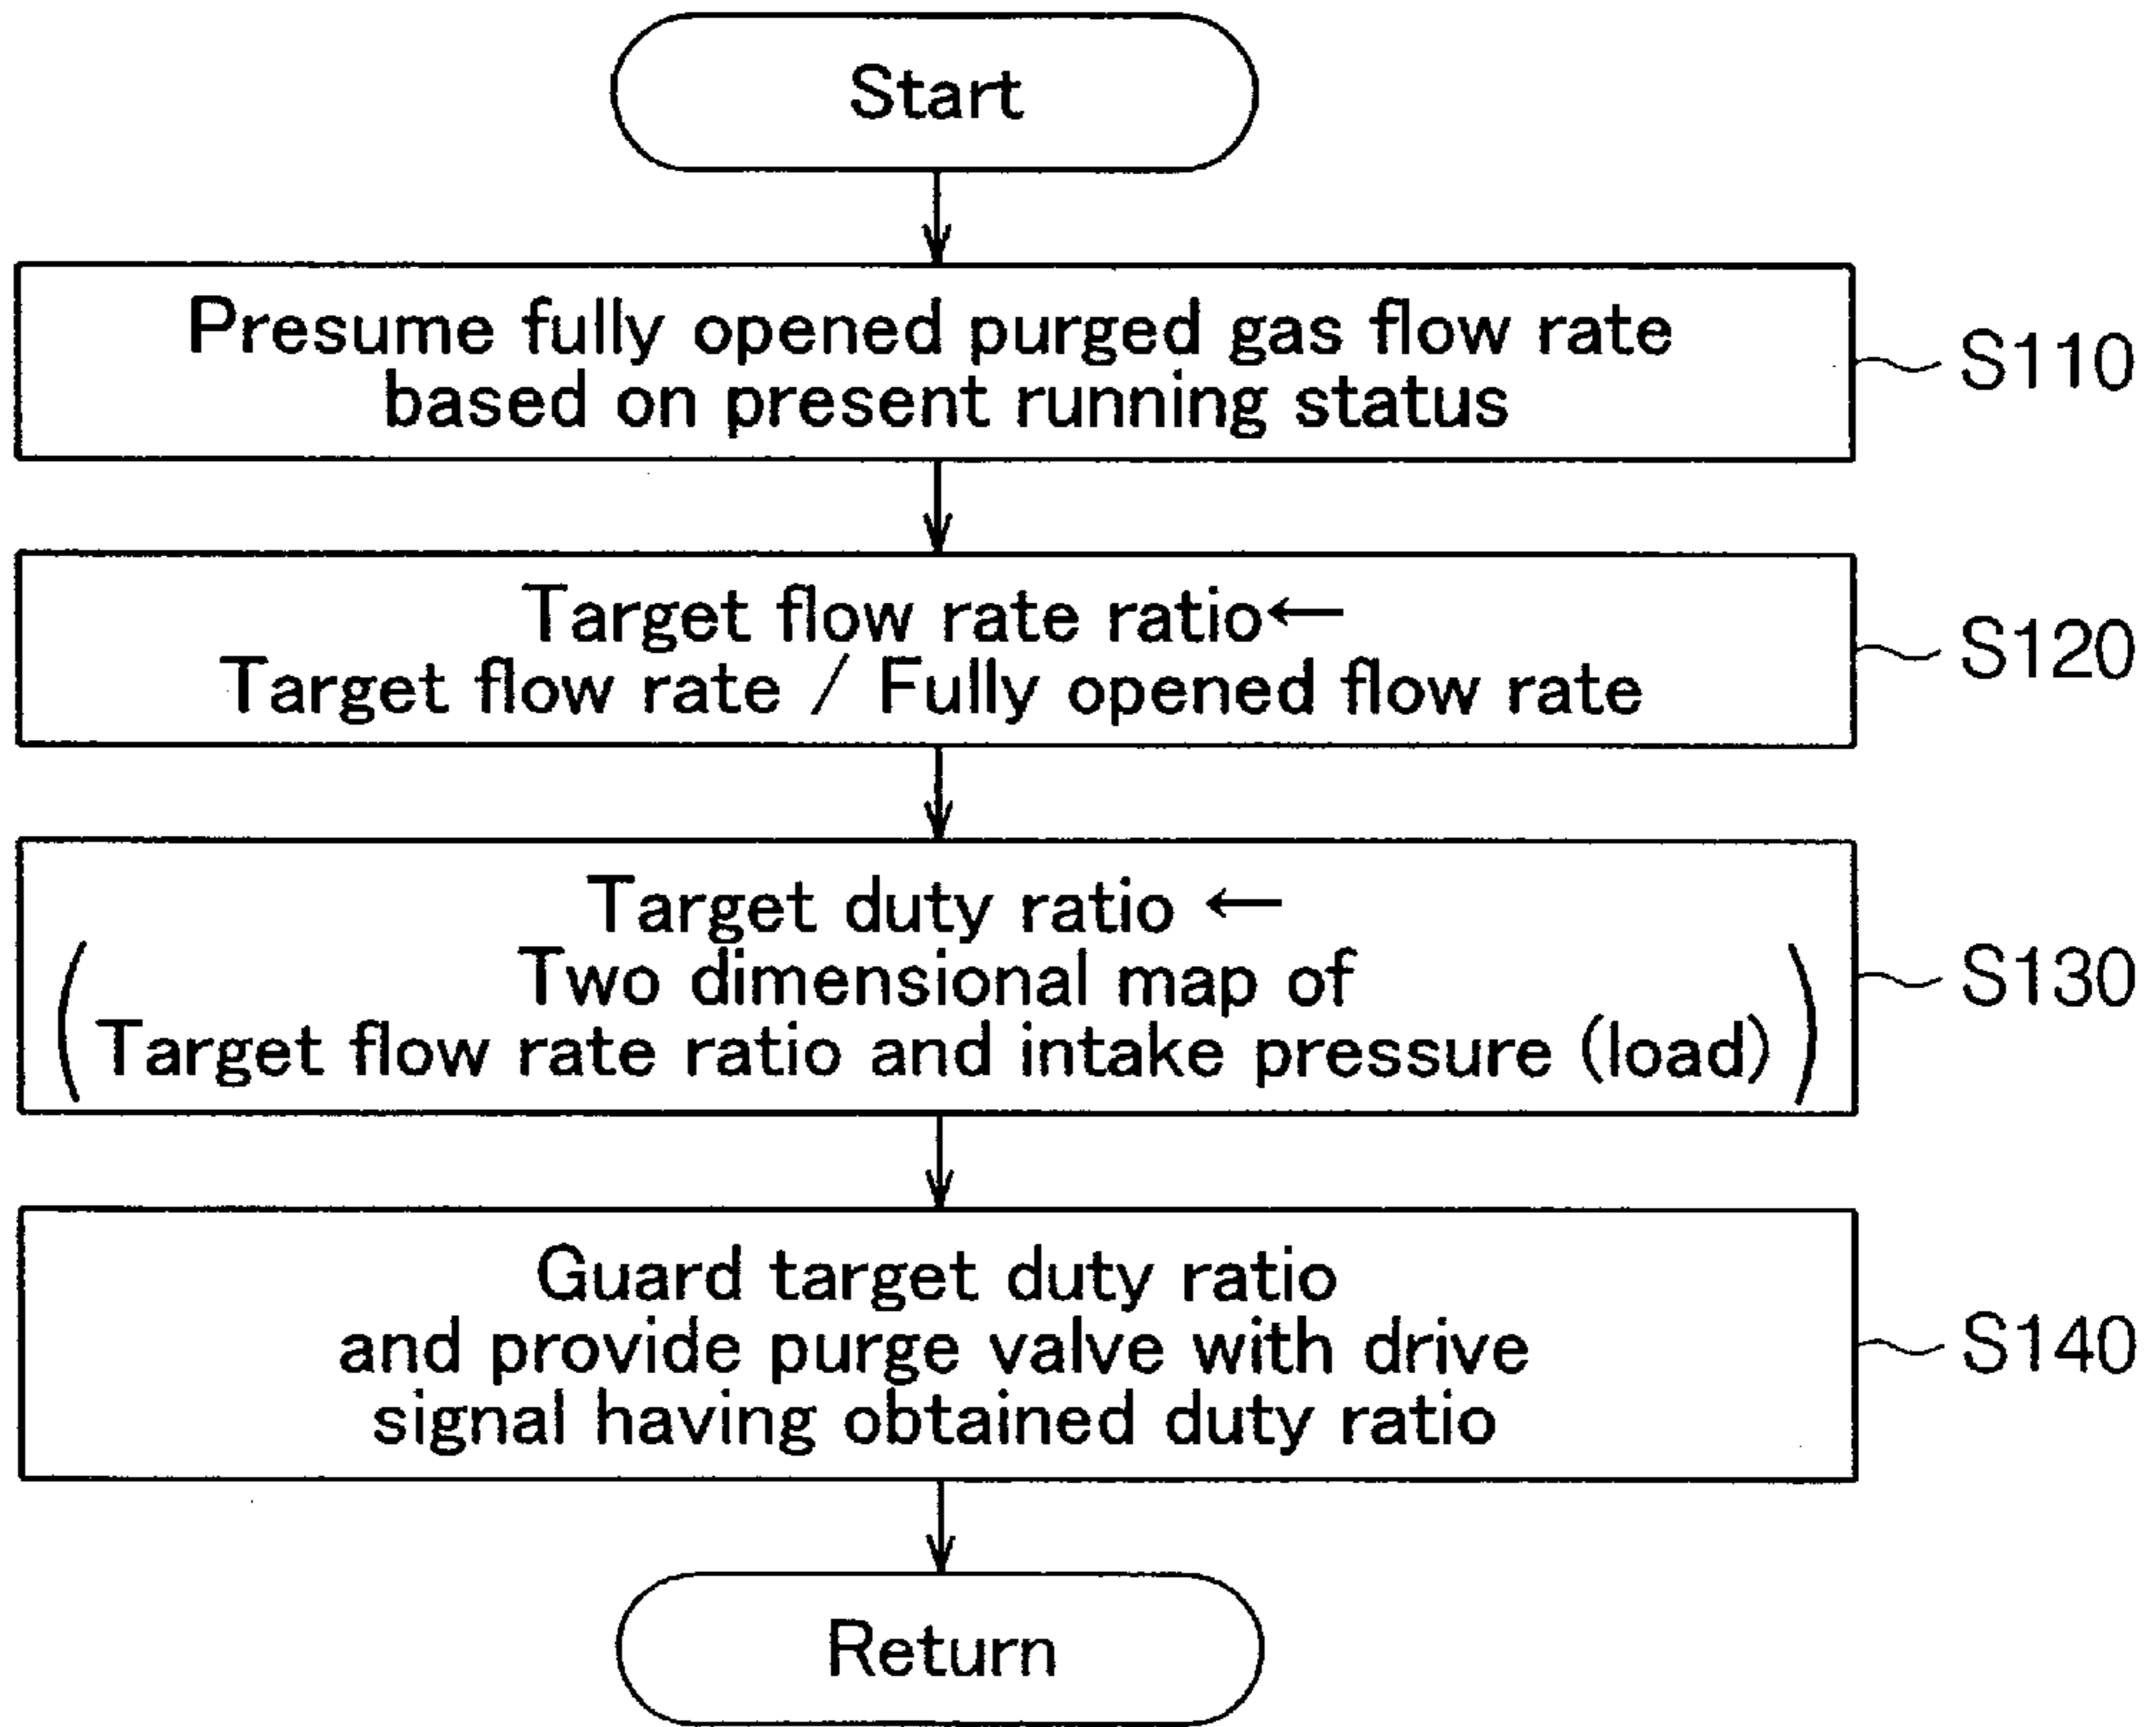 Start
Presume fully opened purged gas flow rate
based on present running status
S110
Target flow rate ratio←
Target flow rate / Fully opened flow rate
S120
Target duty ratio ←
Two dimensional map of
(Target flow rate ratio and intake pressure (load))
S130
Guard target duty ratio
and provide purge valve with drive
signal having obtained duty ratio
S140
Return